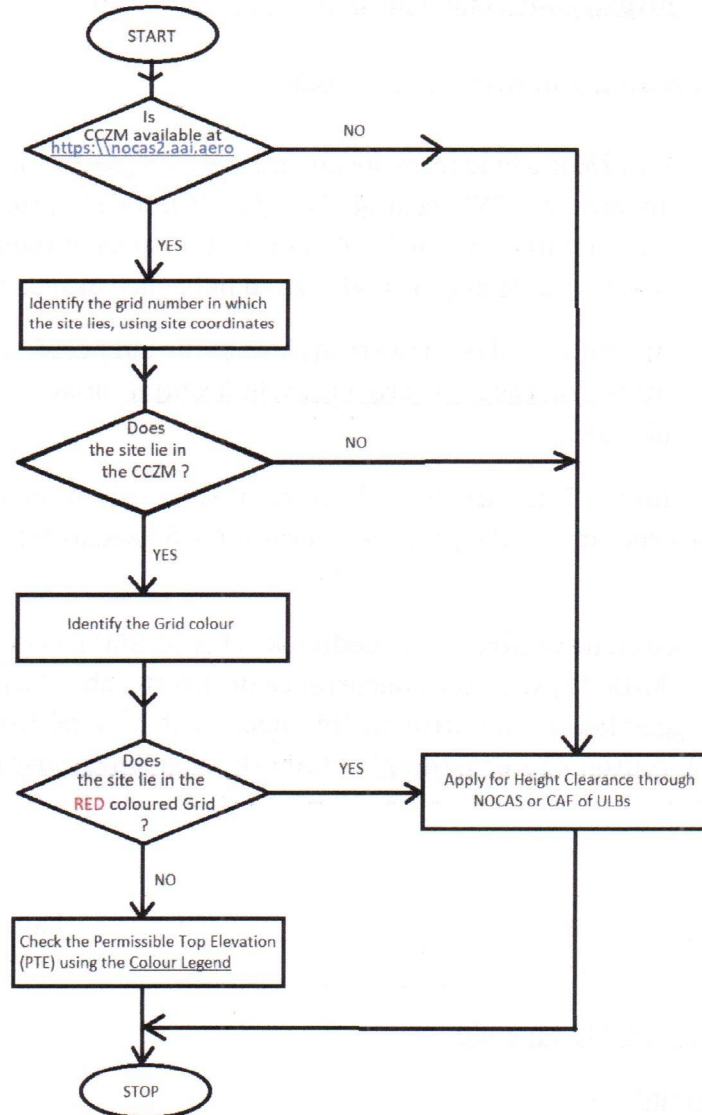 START
Is
CCZM available at
https:\\nocas2.aai.aero
NO
YES
Identify the grid number in which
the site lies, using site coordinates
Does
the site lie in
the CCZM ?
NO
YES
Identify the Grid colour
Does
the site lie in the
RED coloured Grid
?
YES
Apply for Height Clearance through
NOCAS or CAF of ULBs
NO
Check the Permissible Top Elevation
(PTE) using the Colour Legend
STOP